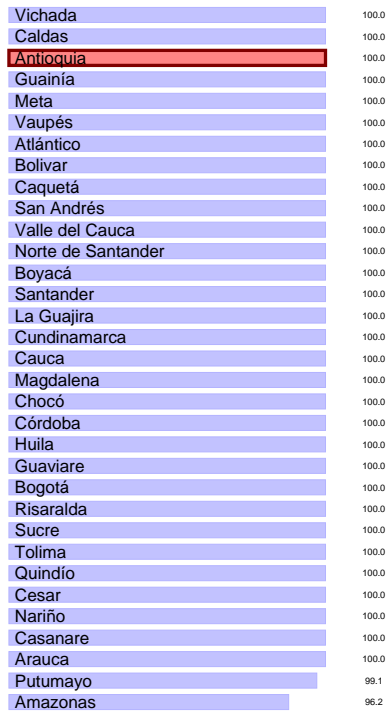 Vichada 100.0
Caldas 100.0
Antioquia 100.0
Guainía 100.0
Meta 100.0
Vaupés 100.0
Atlántico 100.0
Bolivar 100.0
Caquetá 100.0
San Andrés 100.0
Valle del Cauca 100.0
Norte de Santander 100.0
Boyacá 100.0
Santander 100.0
La Guajira 100.0
Cundinamarca 100.0
Cauca 100.0
Magdalena 100.0
Chocó 100.0
Córdoba 100.0
Huila 100.0
Guaviare 100.0
Bogotá 100.0
Risaralda 100.0
Sucre 100.0
Tolima 100.0
Quindío 100.0
Cesar 100.0
Nariño 100.0
Casanare 100.0
Arauca 100.0
Putumayo 99.1
Amazonas 96.2